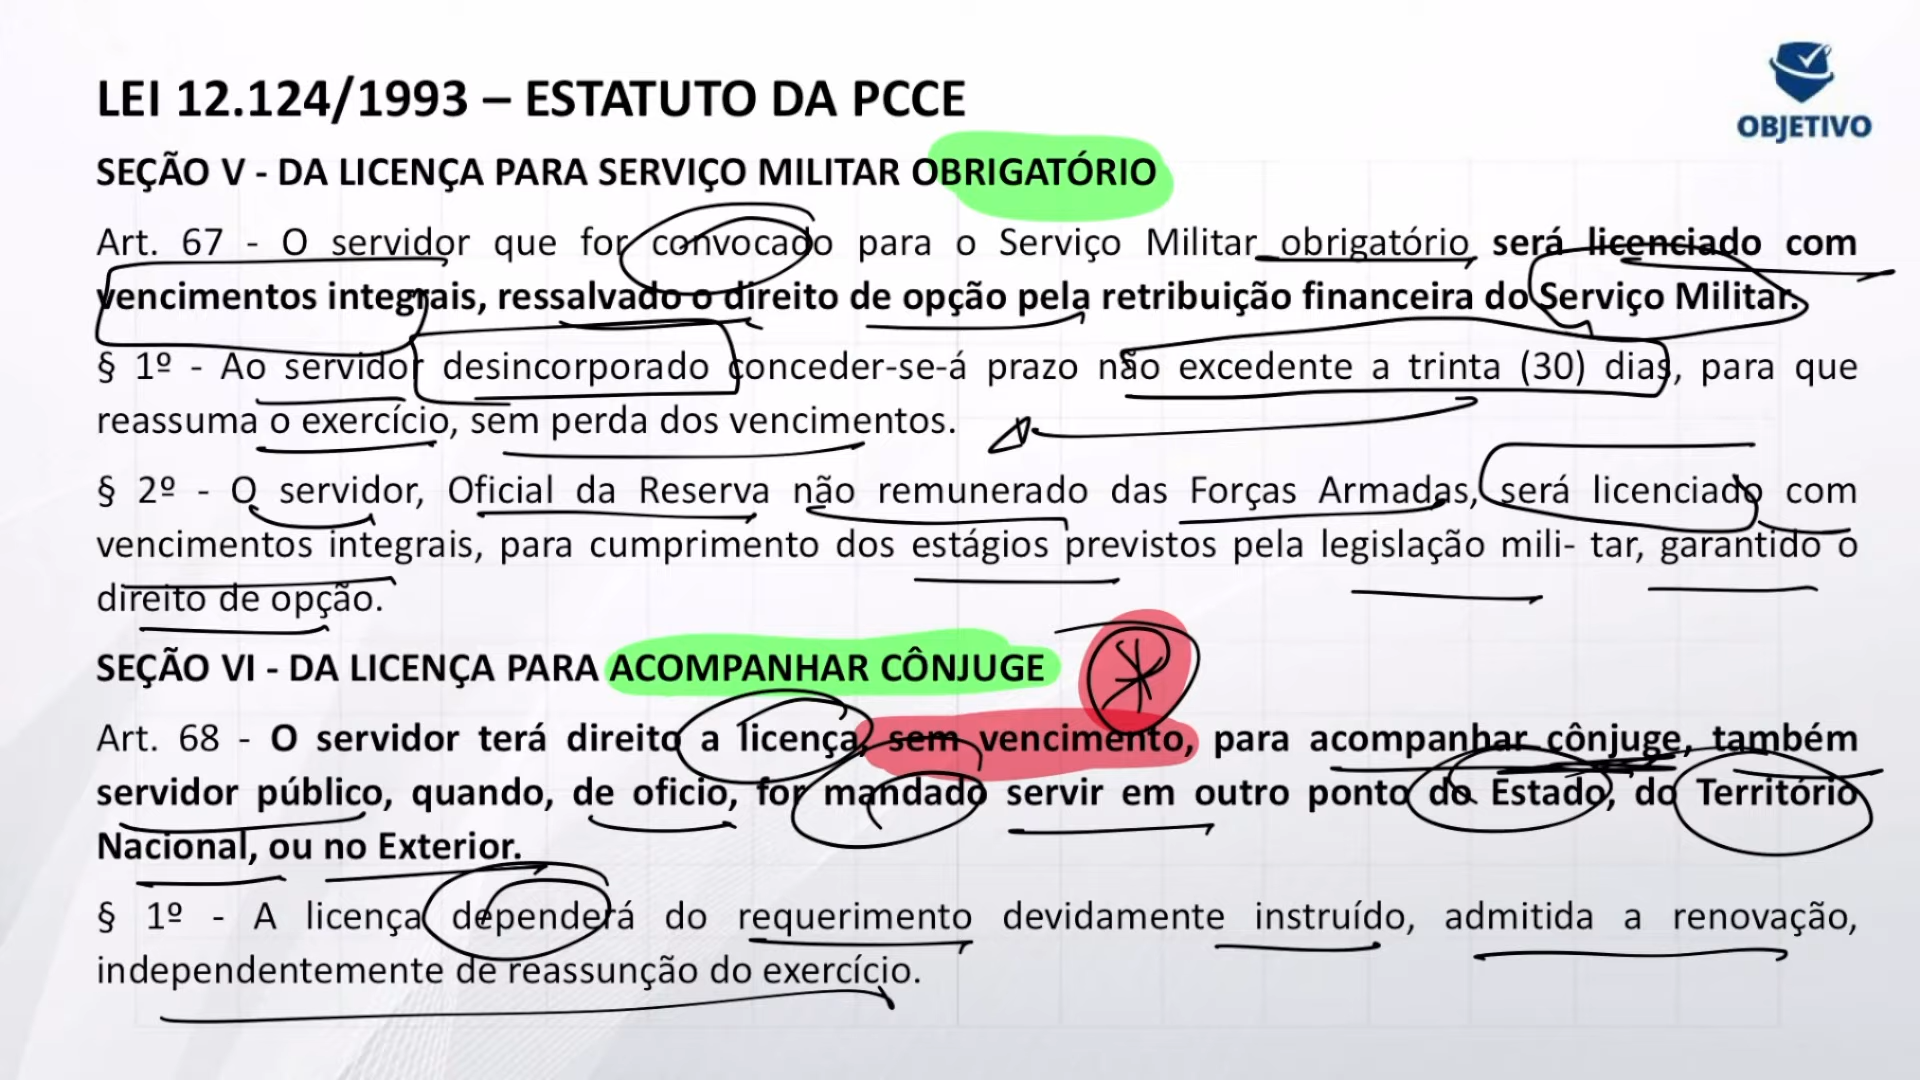 LEI 12.124/1993 – ESTATUTO DA PCCE
OBJETIVO
SEÇÃO V - DA LICENÇA PARA SERVIÇO MILITAR OBRIGATÓRIO
Art. 67 - O servidor que for convocado para o Serviço Militar obrigatório será licenciado com
vencimentos integrais, ressalvado o direito de opção pela retribuição financeira do Serviço Militar.
§ 1º - Ao servidor desincorporado conceder-se-á prazo não excedente a trinta (30) dias, para que
reassuma o exercício, sem perda dos vencimentos.
§ 2º - O servidor, Oficial da Reserva não remunerado das Forças Armadas, será licenciado com
vencimentos integrais, para cumprimento dos estágios previstos pela legislação mili- tar, garantido o
direito de opção.
SEÇÃO VI - DA LICENÇA PARA ACOMPANHAR CÔNJUGE
Art. 68 - O servidor terá direito a licença, sem vencimento, para acompanhar cônjuge, também
servidor público, quando, de oficio, for mandado servir em outro ponto do Estado, do Território
Nacional, ou no Exterior.
§ 1º - A licença dependerá do requerimento devidamente instruído, admitida a renovação,
independentemente de reassunção do exercício.